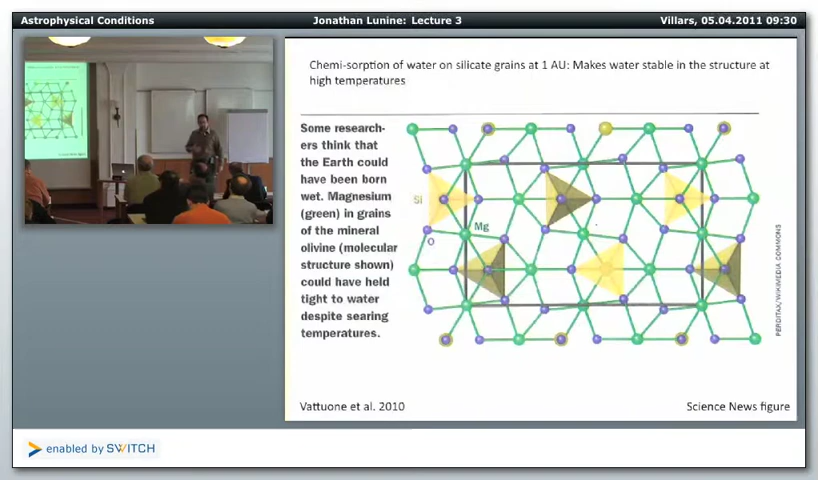 Astrophysical Conditions
Jonathan Lunine: Lecture 3
Villars, 05.04.2011 09:30
Chemi-sorption of water on silicate grains at 1 AU: Makes water stable in the structure at
high temperatures
Some research-
ers think that
the Earth could
have been born
wet. Magnesium
(green) in grains
of the mineral
olivine (molecular
structure shown)
could have held
tight to water
despite searing
temperatures.
Si
Mg
O
PERDITAX/WIKIMEDIA COMMONS
Vattuone et al. 2010
Science News figure
enabled by SWITCH